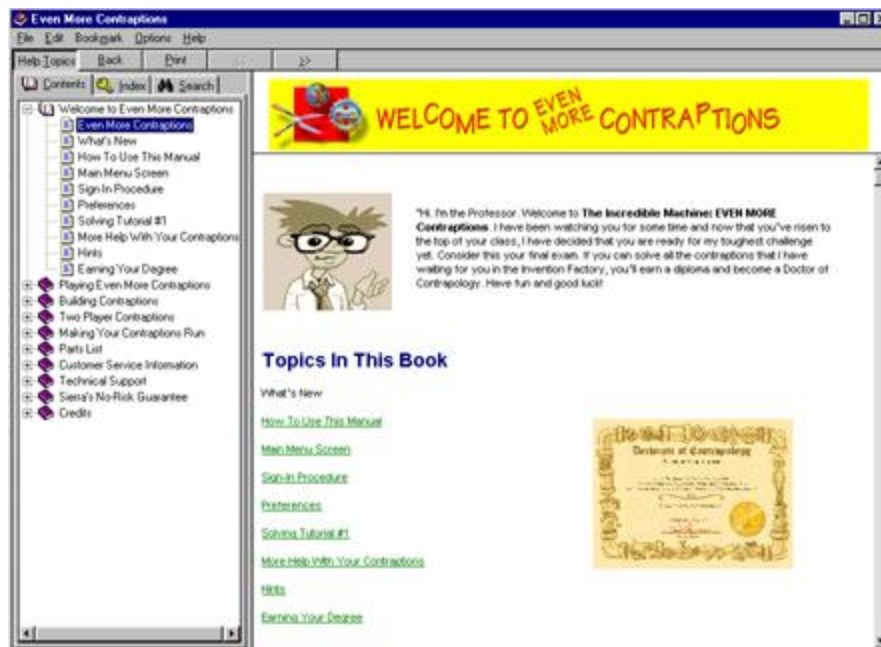 Even More Contraptions
File Edit Bookmark Options Help
Help Topics Back Print << >>
Contents Index Search
Welcome to Even More Contraptions
Even More Contraptions
What's New
How To Use This Manual
Main Menu Screen
Sign In Procedure
Preferences
Solving Tutorial #1
More Help With Your Contraptions
Hints
Earning Your Degree
Playing Even More Contraptions
Building Contraptions
Two Player Contraptions
Making Your Contraptions Run
Parts List
Customer Service Information
Technical Support
Sierra's No-Risk Guarantee
Credits
WELCOME TO EVEN MORE CONTRAPTIONS
"Hi. I'm the Professor. Welcome to The Incredible Machine: EVEN MORE
Contraptions. I have been watching you for some time and now that you've risen to
the top of your class, I have decided that you are ready for my toughest challenge
yet. Consider this your final exam. If you can solve all the contraptions that I have
waiting for you in the Invention Factory, you'll earn a diploma and become a Doctor of
Contrapology. Have fun and good luck!
Topics In This Book
What's New
How To Use This Manual
Main Menu Screen
Sign-In Procedure
Preferences
Solving Tutorial #1
More Help With Your Contraptions
Hints
Earning Your Degree
Doctorate of Contrapology